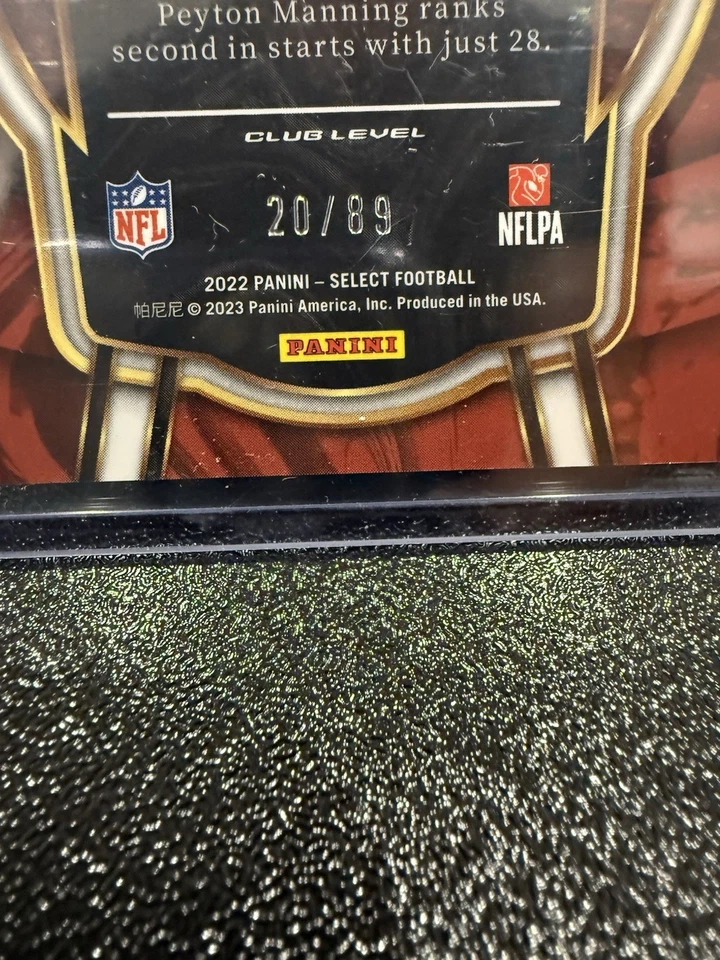 Peyton Manning ranks
second in starts with just 28.
CLUB LEVEL
NFL
20/89
NFLPA
2022 PANINI – SELECT FOOTBALL
帕尼尼 © 2023 Panini America, Inc. Produced in the USA.
PANINI